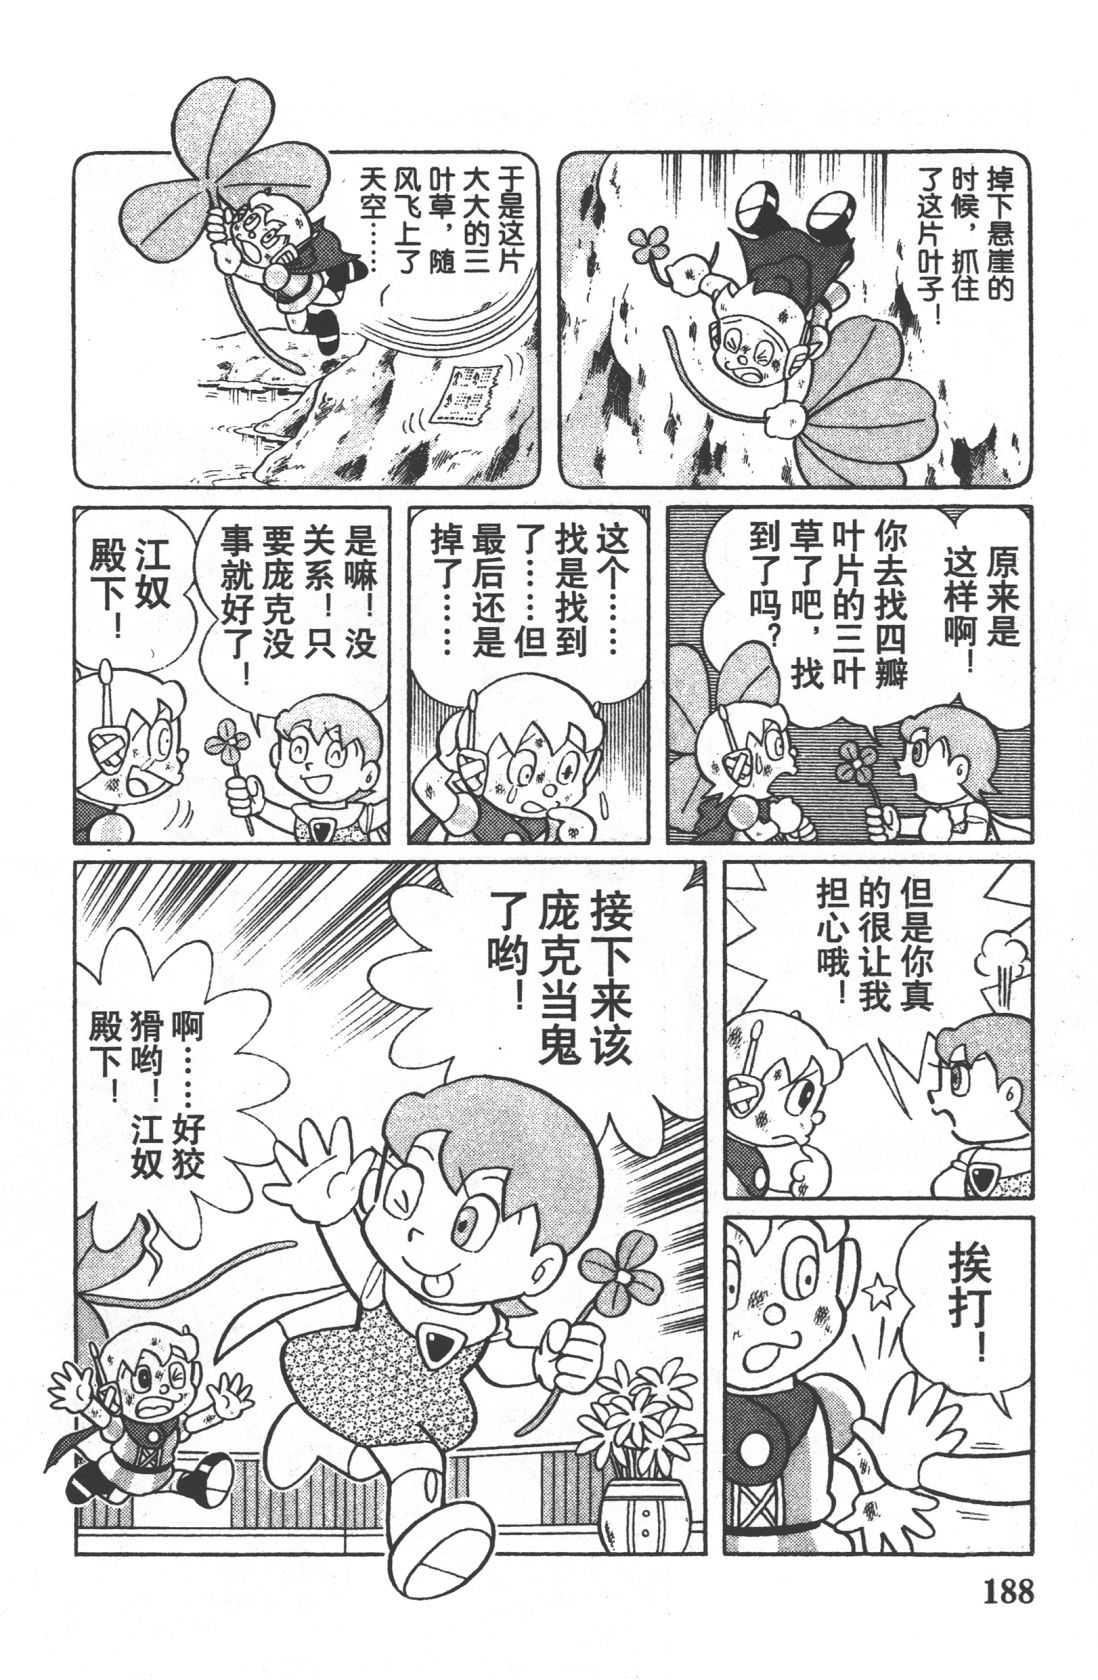 掉下悬崖的
时候，抓住
了这片叶子！
于是这片
大大的三
叶草，随
风飞上了
天空……
原来是
这样啊！
你去找四瓣
叶片的三叶
草了吧，找
到了吗？
这个……
找是找到
了……但
最后还是
掉了……
是嘛！没
关系！只
要庞克没
事就好了！
江奴
殿下！
但是你真
的很让我
担心哦！
挨
打！
接下来该
庞克当鬼
了哟！
啊……好狡
猾哟！江奴
殿下！
188